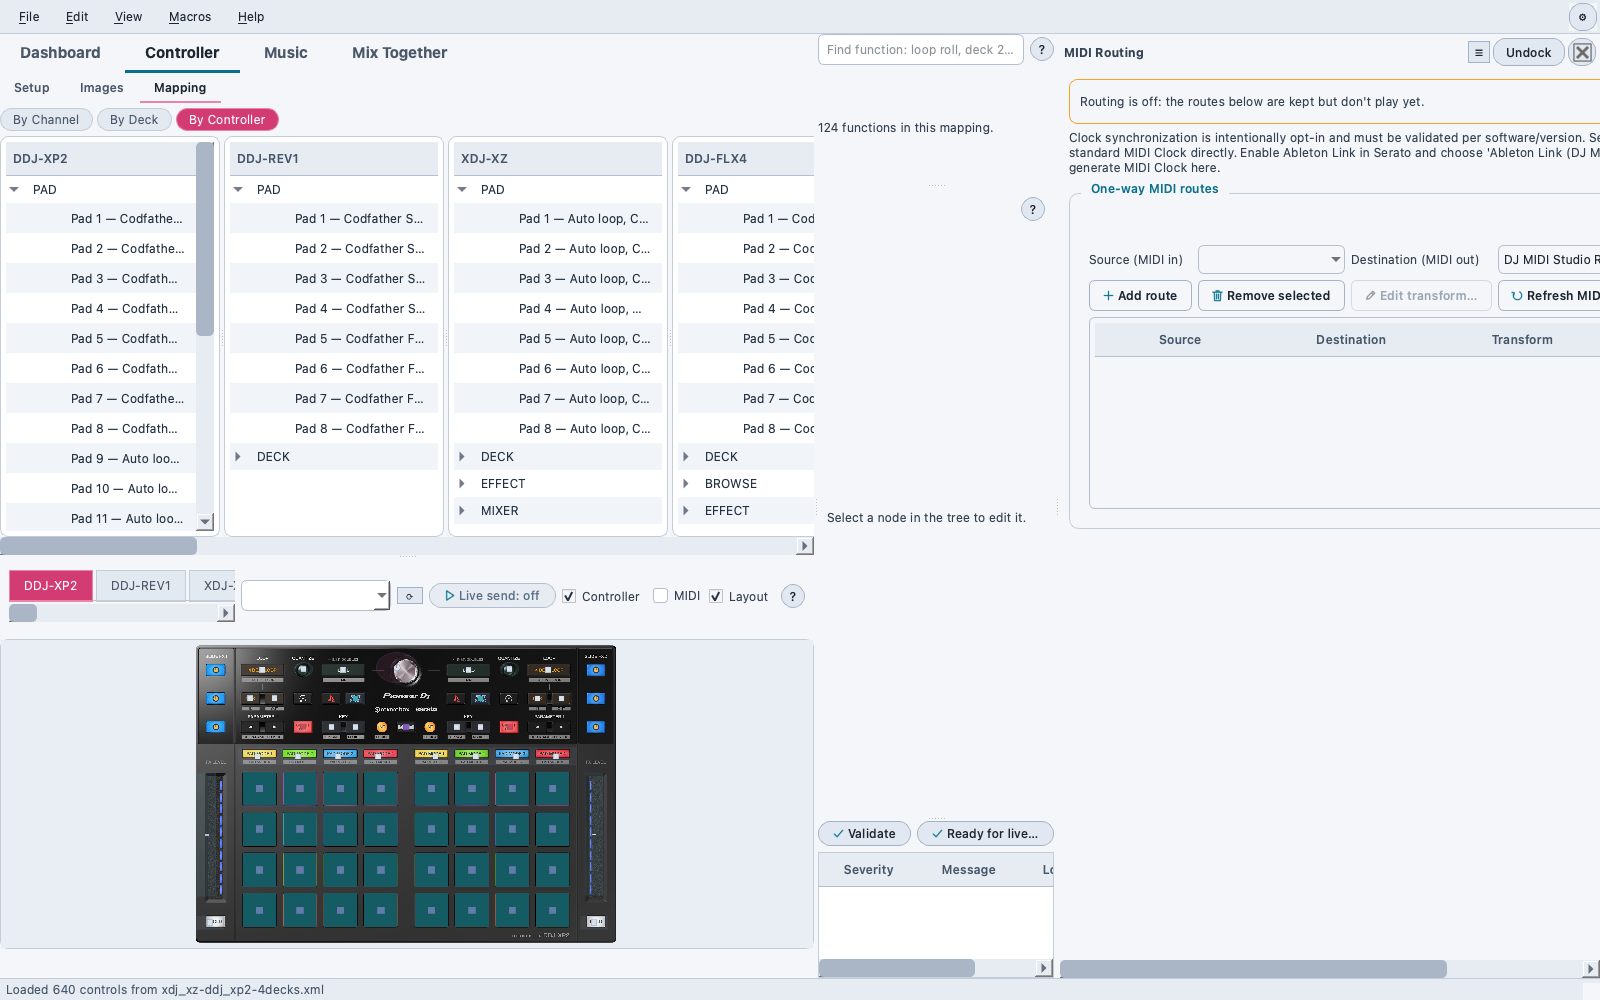 File Edit View Macros Help
Dashboard Controller Music Mix Together
Find function: loop roll, deck 2...
?
MIDI Routing
Undock
Setup Images Mapping
By Channel By Deck By Controller
Routing is off: the routes below are kept but don't play yet.
124 functions in this mapping.
Clock synchronization is intentionally opt-in and must be validated per software/version. Se
standard MIDI Clock directly. Enable Ableton Link in Serato and choose 'Ableton Link (DJ M
generate MIDI Clock here.
DDJ-XP2
PAD
Pad 1 — Codfathe...
Pad 2 — Codfathe...
Pad 3 — Codfath...
Pad 4 — Codfath...
Pad 5 — Codfath...
Pad 6 — Codfath...
Pad 7 — Codfathe...
Pad 8 — Codfath...
Pad 9 — Auto loo...
Pad 10 — Auto lo...
Pad 11 — Auto loo...
DDJ-REV1
PAD
Pad 1 — Codfather S...
Pad 2 — Codfather S...
Pad 3 — Codfather S...
Pad 4 — Codfather S...
Pad 5 — Codfather F...
Pad 6 — Codfather F...
Pad 7 — Codfather F...
Pad 8 — Codfather F...
DECK
XDJ-XZ
PAD
Pad 1 — Auto loop, C...
Pad 2 — Auto loop, C...
Pad 3 — Auto loop, C...
Pad 4 — Auto loop, ...
Pad 5 — Auto loop, C...
Pad 6 — Auto loop, C...
Pad 7 — Auto loop, C...
Pad 8 — Auto loop, C...
DECK
EFFECT
MIXER
DDJ-FLX4
PAD
Pad 1 — Cod
Pad 2 — Coc
Pad 3 — Coc
Pad 4 — Coc
Pad 5 — Coc
Pad 6 — Coc
Pad 7 — Coc
Pad 8 — Coc
DECK
BROWSE
EFFECT
?
One-way MIDI routes
Source (MIDI in) Destination (MIDI out) DJ MIDI Studio R
Add route Remove selected Edit transform... Refresh MID
Source Destination Transform
Select a node in the tree to edit it.
DDJ-XP2 DDJ-REV1 XDJ-
Live send: off Controller MIDI Layout ?
Pioneer Dj
DDJ-XP2
Validate Ready for live...
Severity Message Lo
Loaded 640 controls from xdj_xz-ddj_xp2-4decks.xml